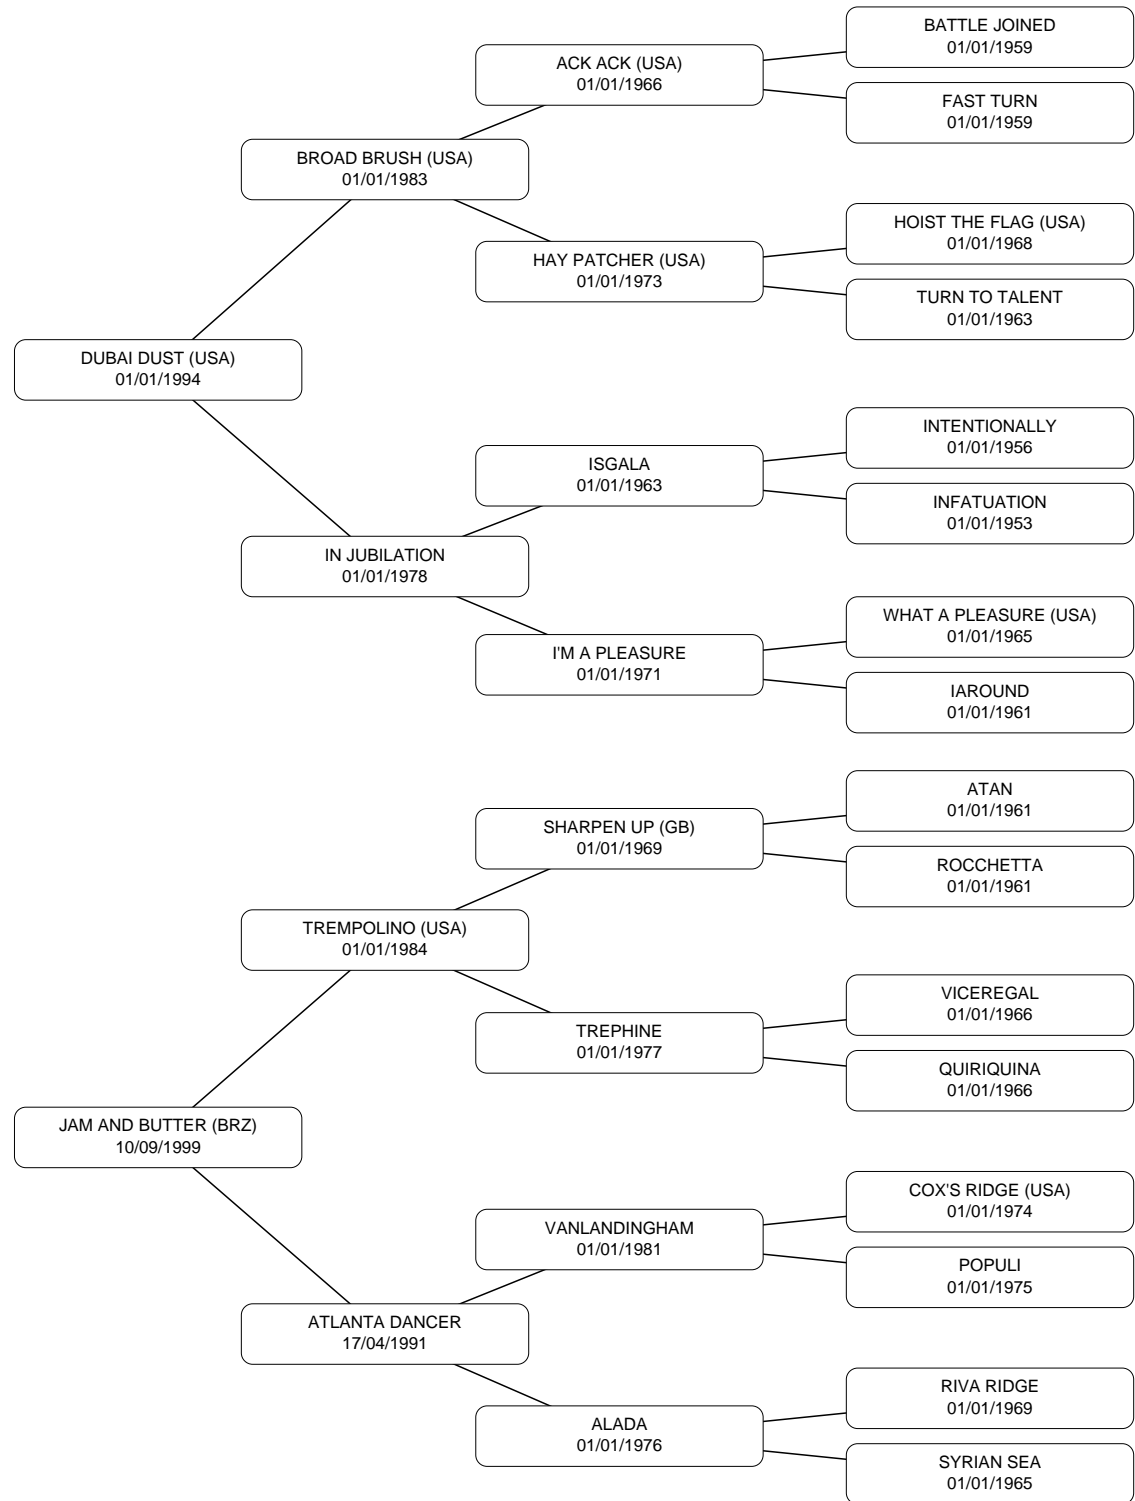 BATTLE JOINED
01/01/1959
ACK ACK (USA)
01/01/1966
FAST TURN
01/01/1959
BROAD BRUSH (USA)
01/01/1983
HOIST THE FLAG (USA)
01/01/1968
HAY PATCHER (USA)
01/01/1973
TURN TO TALENT
01/01/1963
DUBAI DUST (USA)
01/01/1994
INTENTIONALLY
01/01/1956
ISGALA
01/01/1963
INFATUATION
01/01/1953
IN JUBILATION
01/01/1978
WHAT A PLEASURE (USA)
01/01/1965
I'M A PLEASURE
01/01/1971
IAROUND
01/01/1961
ATAN
01/01/1961
SHARPEN UP (GB)
01/01/1969
ROCCHETTA
01/01/1961
TREMPOLINO (USA)
01/01/1984
VICEREGAL
01/01/1966
TREPHINE
01/01/1977
QUIRIQUINA
01/01/1966
JAM AND BUTTER (BRZ)
10/09/1999
COX'S RIDGE (USA)
01/01/1974
VANLANDINGHAM
01/01/1981
POPULI
01/01/1975
ATLANTA DANCER
17/04/1991
RIVA RIDGE
01/01/1969
ALADA
01/01/1976
SYRIAN SEA
01/01/1965